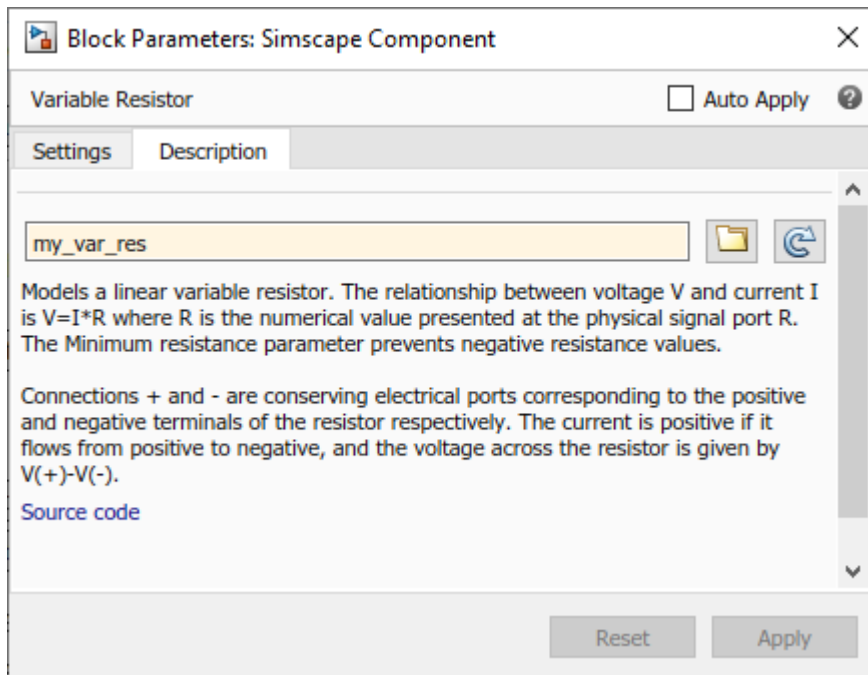 Block Parameters: Simscape Component
Variable Resistor
Auto Apply
Settings
Description
my_var_res
Models a linear variable resistor. The relationship between voltage V and current I
is V=I*R where R is the numerical value presented at the physical signal port R.
The Minimum resistance parameter prevents negative resistance values.
Connections + and - are conserving electrical ports corresponding to the positive
and negative terminals of the resistor respectively. The current is positive if it
flows from positive to negative, and the voltage across the resistor is given by
V(+)-V(-).
Source code
Reset
Apply